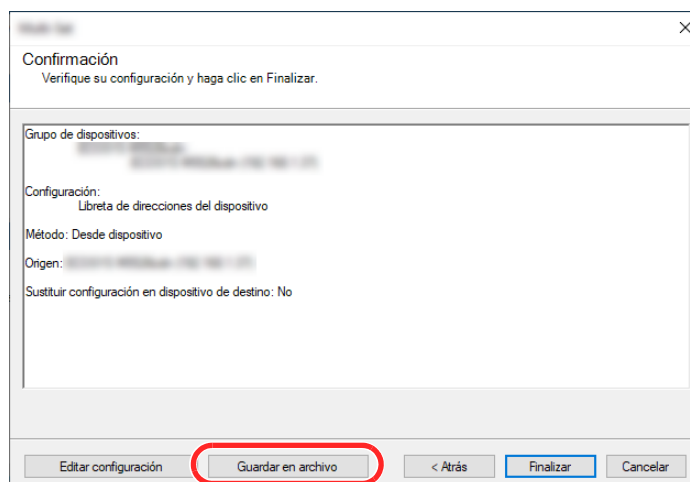 Confirmación
Verifique su configuración y haga clic en Finalizar.
Grupo de dispositivos:
Configuración:
Libreta de direcciones del dispositivo
Método: Desde dispositivo
Origen:
Sustituir configuración en dispositivo de destino: No
Editar configuración
Guardar en archivo
< Atrás
Finalizar
Cancelar